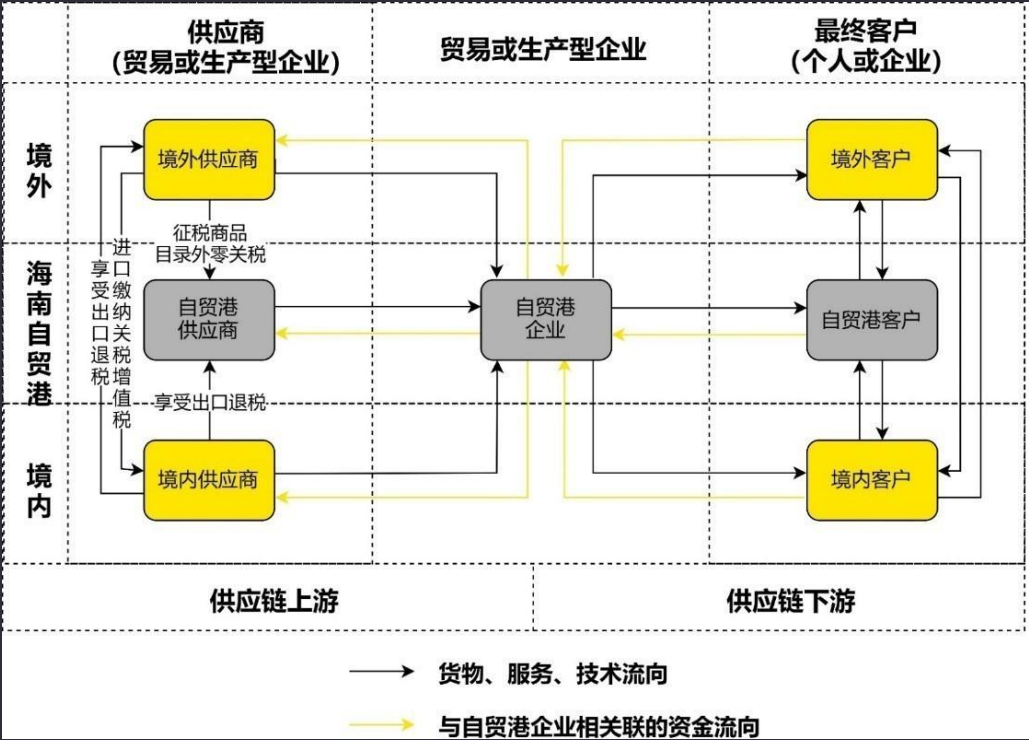 供应商
(贸易或生产型企业)
贸易或生产型企业
最终客户
(个人或企业)
境外
境外供应商
境外客户
征税商品
目录外零关税
进口缴纳关税增值税
享受出口退税
海南自贸港
自贸港
供应商
自贸港
企业
自贸港客户
享受出口退税
境内
境内供应商
境内客户
供应链上游
供应链下游
货物、服务、技术流向
与自贸港企业相关联的资金流向